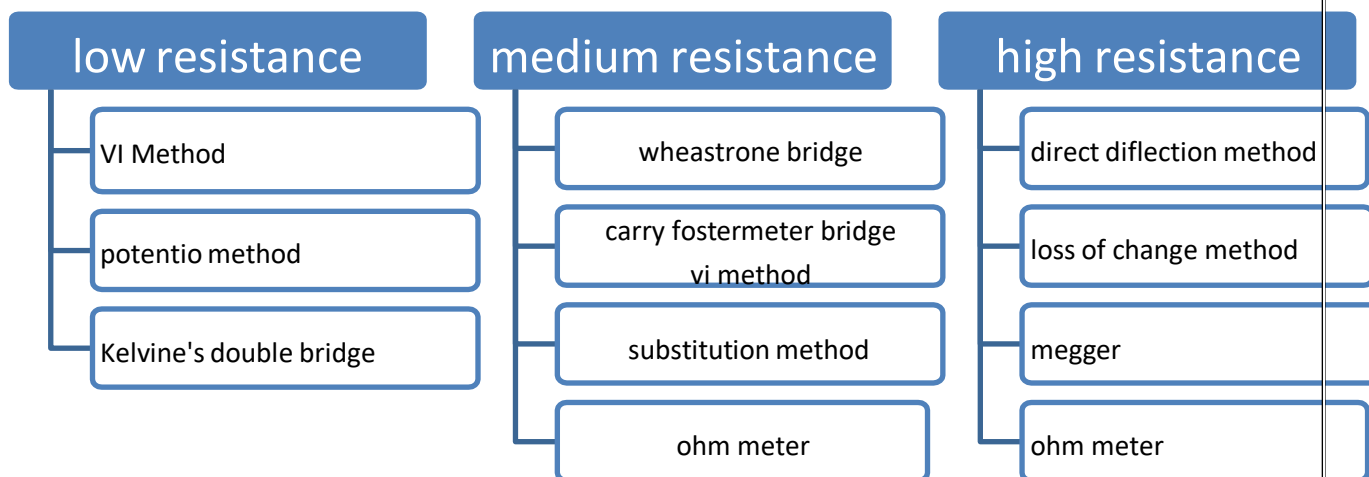 low resistance
VI Method
potentio method
Kelvine's double bridge
medium resistance
wheastrone bridge
carry fostermeter bridge
vi method
substitution method
ohm meter
high resistance
direct diflection method
loss of change method
megger
ohm meter